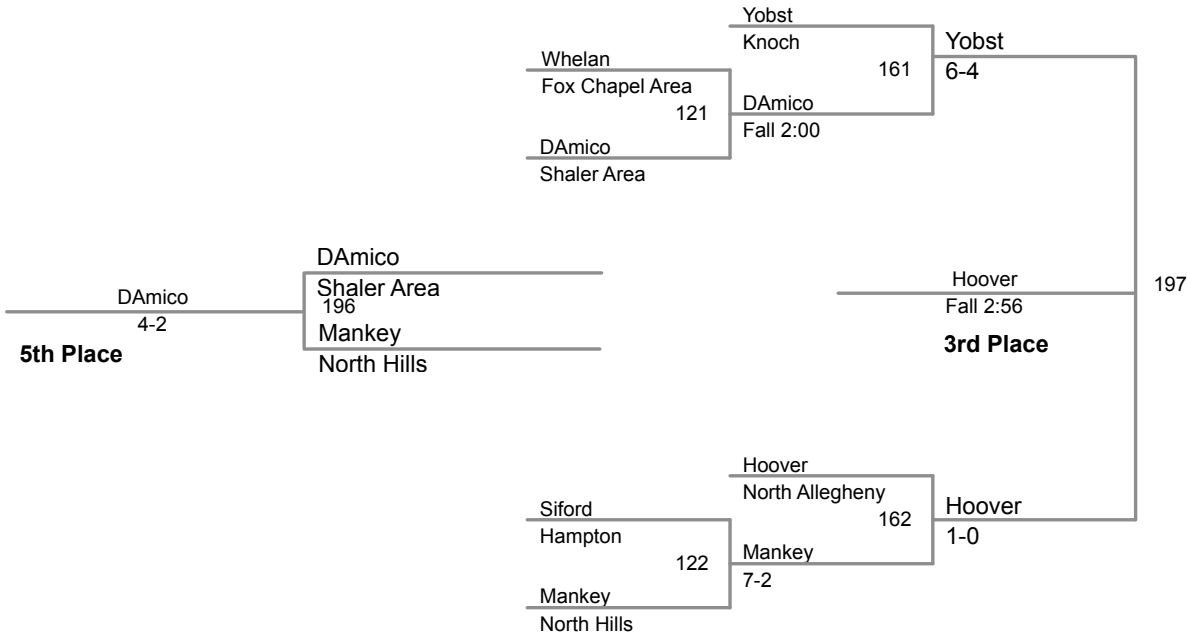 Yobst
Knoch
161
Yobst
6-4
Whelan
Fox Chapel Area
121
DAmico
Fall 2:00
DAmico
Shaler Area
DAmico
Shaler Area
196
DAmico
4-2
5th Place
Mankey
North Hills
Hoover
Fall 2:56
197
3rd Place
Hoover
North Allegheny
162
Hoover
1-0
Siford
Hampton
122
Mankey
7-2
Mankey
North Hills